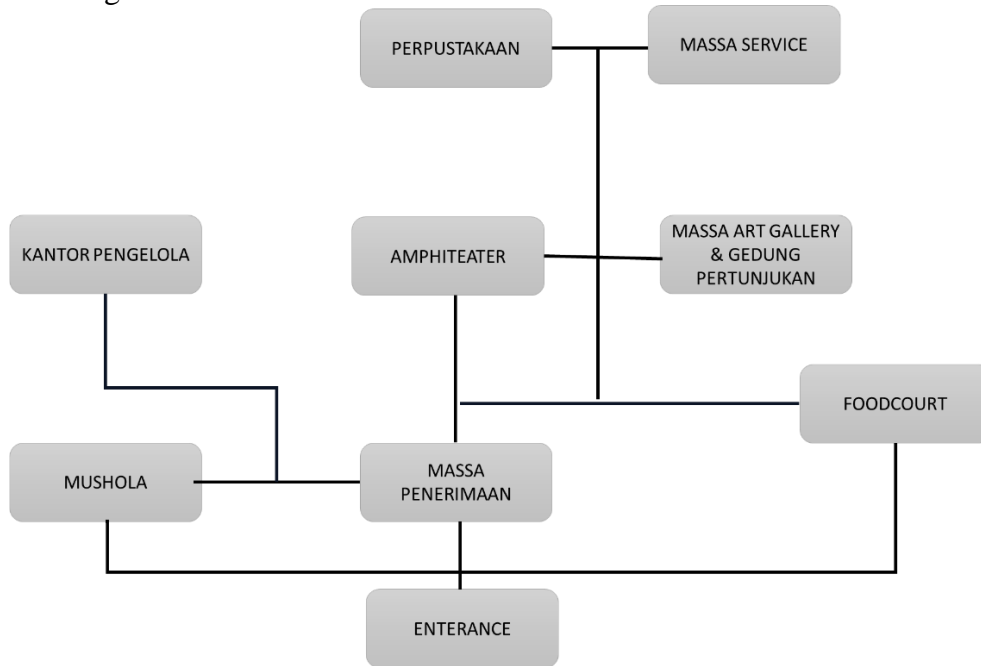 PERPUSTAKAAN
MASSA SERVICE
KANTOR PENGELOLA
AMPHITEATER
MASSA ART GALLERY
& GEDUNG
PERTUNJUKAN
FOODCOURT
MUSHOLA
MASSA
PENERIMAAN
ENTERANCE